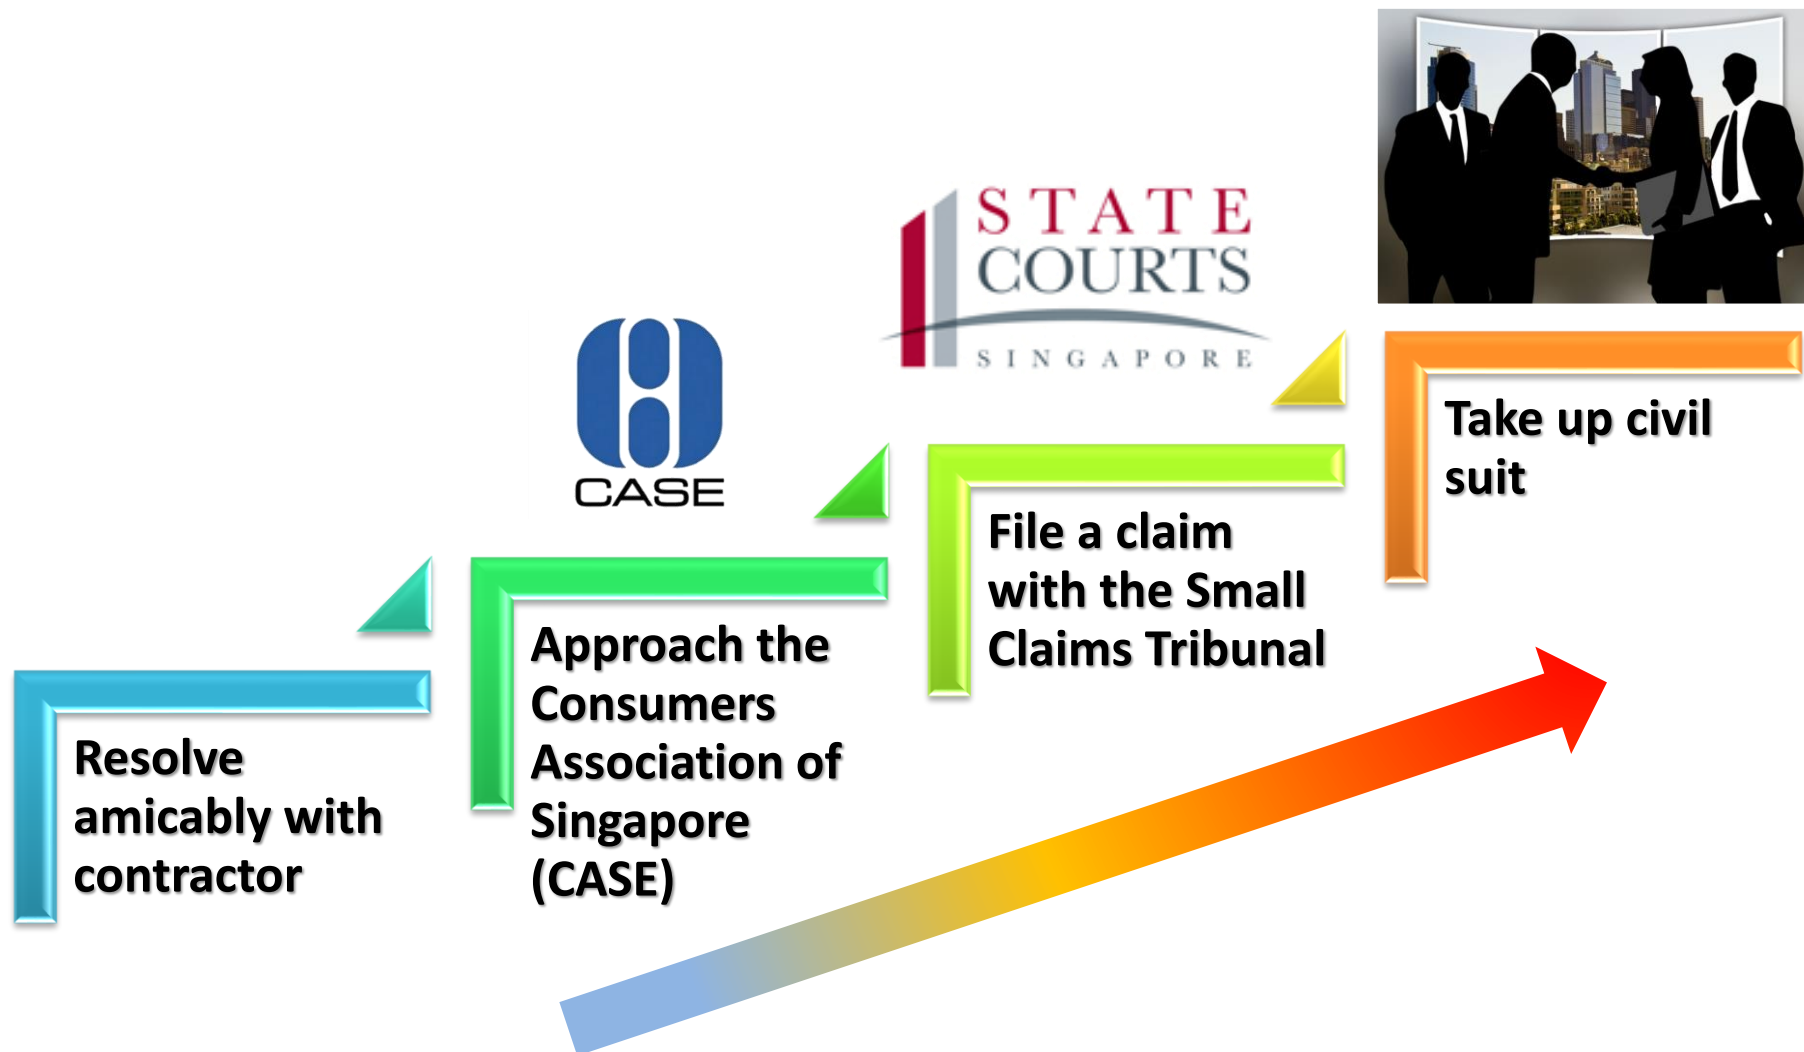 Resolve
amicably with
contractor
CASE
Approach the
Consumers
Association of
Singapore
(CASE)
STATE
COURTS
SINGAPORE
File a claim
with the Small
Claims Tribunal
Take up civil
suit